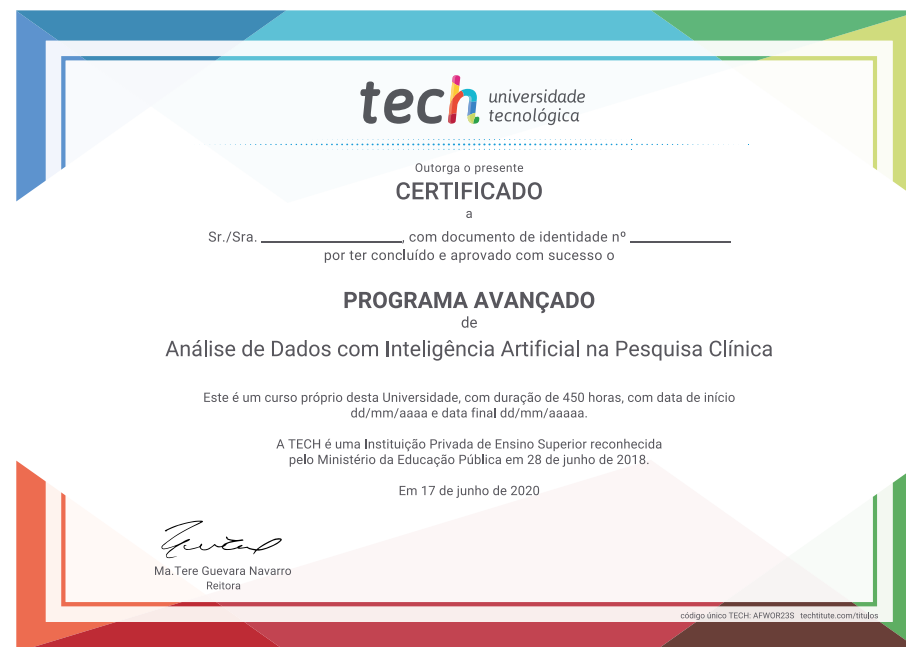 tech universidade
tecnológica
Outorga o presente
CERTIFICADO
a
Sr./Sra. ____________, com documento de identidade nº ____________
por ter concluído e aprovado com sucesso o
PROGRAMA AVANÇADO
de
Análise de Dados com Inteligência Artificial na Pesquisa Clínica
Este é um curso próprio desta Universidade, com duração de 450 horas, com data de início
dd/mm/aaaa e data final dd/mm/aaaaa.
A TECH é uma Instituição Privada de Ensino Superior reconhecida
pelo Ministério da Educação Pública em 28 de junho de 2018.
Em 17 de junho de 2020
Ma.Tere Guevara Navarro
Reitora
código único TECH: AFWOR23S techtitute.com/titulos